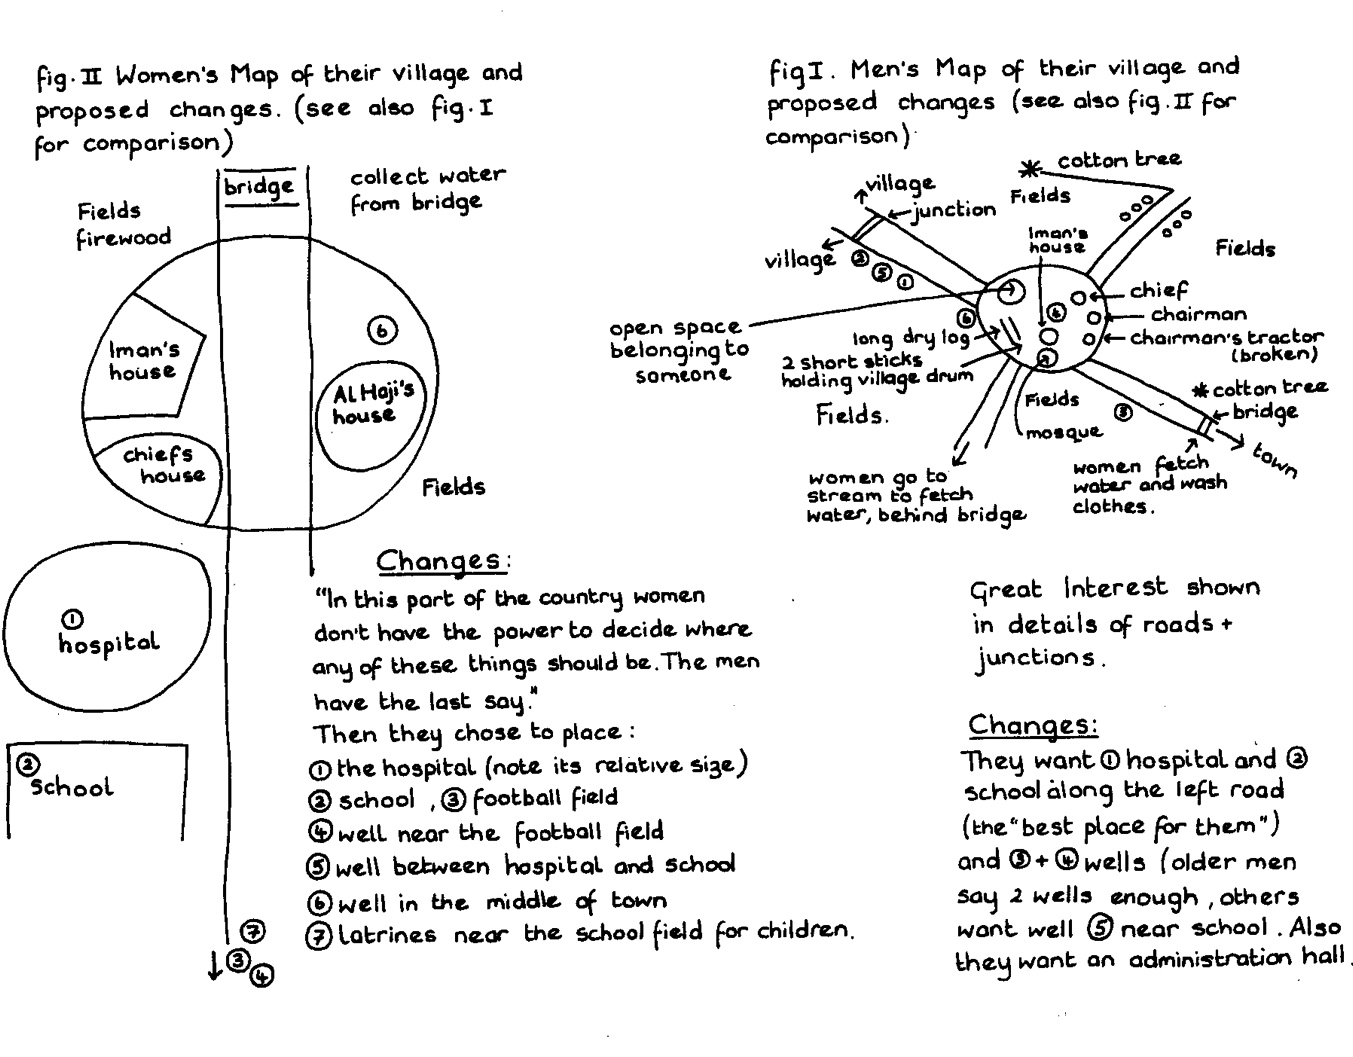 fig. II Women's Map of their village and
proposed changes. (see also fig. I
for comparison)
bridge
collect water
from bridge
Fields
firewood
Iman's
house
⑥
AL Haji's
house
chiefs
house
Fields
①
hospital
②
school
⑦
③
④
Changes:
"In this part of the country women
don't have the power to decide where
any of these things should be. The men
have the last say."
Then they chose to place:
① the hospital (note its relative size)
② school, ③ football field
④ well near the football field
⑤ well between hospital and school
⑥ well in the middle of town
⑦ Latrines near the school field for children.
fig I. Men's Map of their village and
proposed changes (see also fig. II for
comparison)
cotton tree
village
junction
Fields
Iman's
house
Fields
village
② ⑤ ①
chief
④
chairman
⑥
chairman's tractor
(broken)
open space
belonging to
someone
long dry log
2 short sticks
holding village drum
②
Fields.
Fields
③
mosque
cotton tree
bridge
town
women go to
stream to fetch
water, behind bridge
women fetch
water and wash
clothes.
Great Interest shown
in details of roads +
junctions.
Changes:
They want ① hospital and ②
school along the left road
(the "best place for them")
and ③ + ④ wells (older men
say 2 wells enough, others
want well ⑤ near school. Also
they want an administration hall.